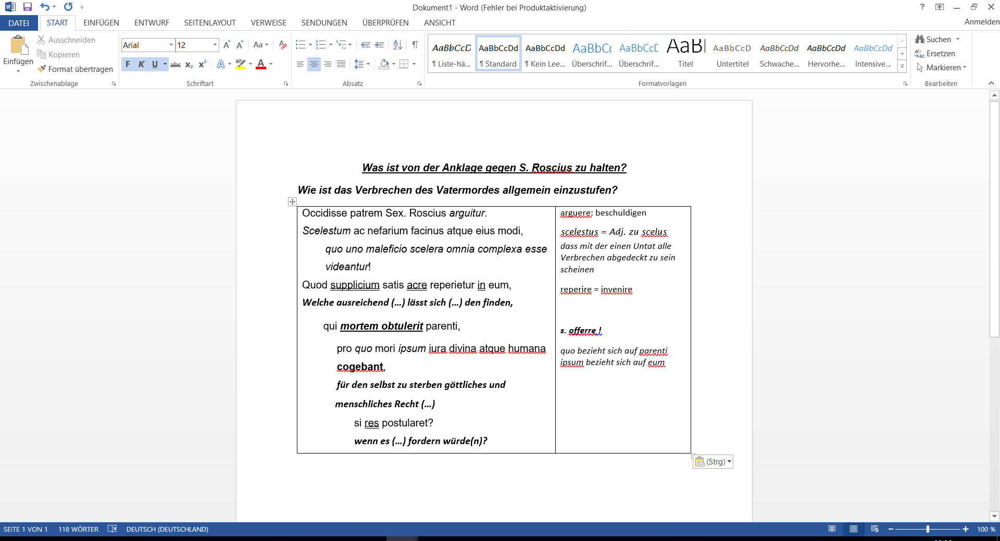 Dokument1 - Word (Fehler bei Produktaktivierung)
?
DATEI START EINFÜGEN ENTWURF SEITENLAYOUT VERWEISE SENDUNGEN ÜBERPRÜFEN ANSICHT Anmelden
Einfügen
Ausschneiden
Kopieren
Format übertragen
Zwischenablage
Arial 12
F K U abc x₂ x²
Schriftart
Absatz
AaBbCcD AaBbCcDd AaBbCcDd AaBbCc AaBbCcD AaB AaBbCcD AaBbCcDd AaBbCcDd AaBbCcDd
¶ Liste-hä... ¶ Standard ¶ Kein Lee... Überschrif... Überschrif... Titel Untertitel Schwache... Hervorhe... Intensive...
Formatvorlagen
Suchen
Ersetzen
Markieren
Bearbeiten
Was ist von der Anklage gegen S. Roscius zu halten?
Wie ist das Verbrechen des Vatermordes allgemein einzustufen?
Occidisse patrem Sex. Roscius arguitur.
Scelestum ac nefarium facinus atque eius modi,
quo uno maleficio scelera omnia complexa esse
videantur!
Quod supplicium satis acre reperietur in eum,
Welche ausreichend (...) lässt sich (...) den finden,
qui mortem obtulerit parenti,
pro quo mori ipsum iura divina atque humana
cogebant,
für den selbst zu sterben göttliches und
menschliches Recht (...)
si res postularet?
wenn es (...) fordern würde(n)?
arguere: beschuldigen
scelestus = Adj. zu scelus
dass mit der einen Untat alle
Verbrechen abgedeckt zu sein
scheinen
reperire = invenire
s. offerre !
quo bezieht sich auf parenti
ipsum bezieht sich auf eum
(Strg)
SEITE 1 VON 1 118 WÖRTER DEUTSCH (DEUTSCHLAND) 100 %